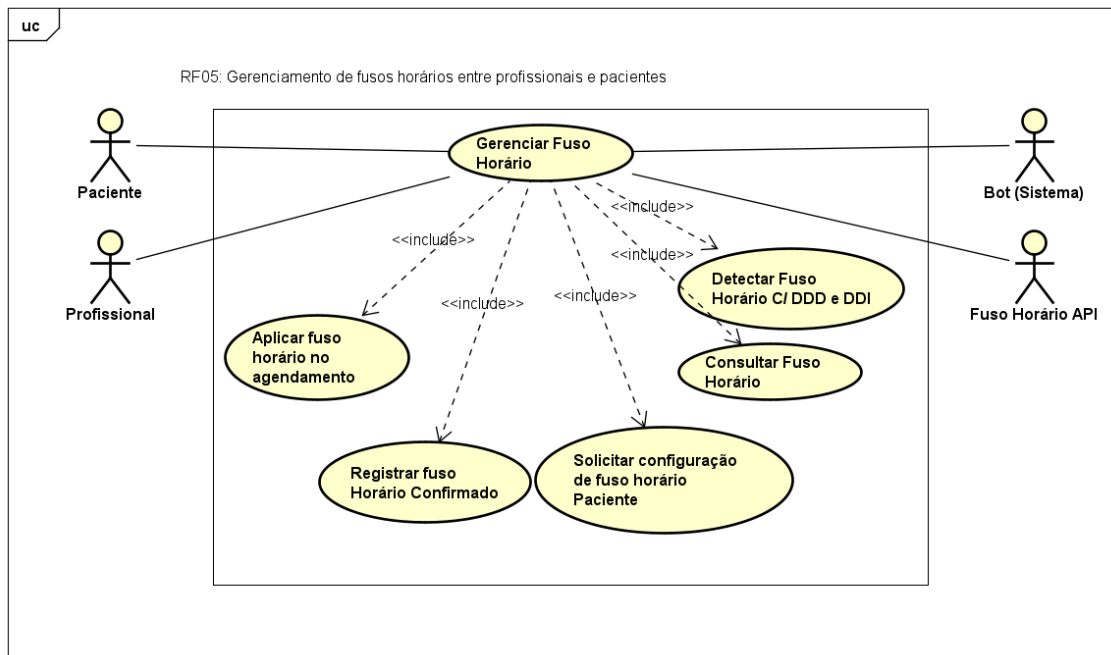 uc
RF05: Gerenciamento de fusos horários entre profissionais e pacientes
Gerenciar Fuso
Horário
Paciente
Bot (Sistema)
<<include>>
<<include>>
<<include>>
<<include>>
<<include>>
Profissional
Detectar Fuso
Horário C/ DDD e DDI
Fuso Horário API
Aplicar fuso
horário no
agendamento
Consultar Fuso
Horário
Registrar fuso
Horário Confirmado
Solicitar configuração
de fuso horário
Paciente